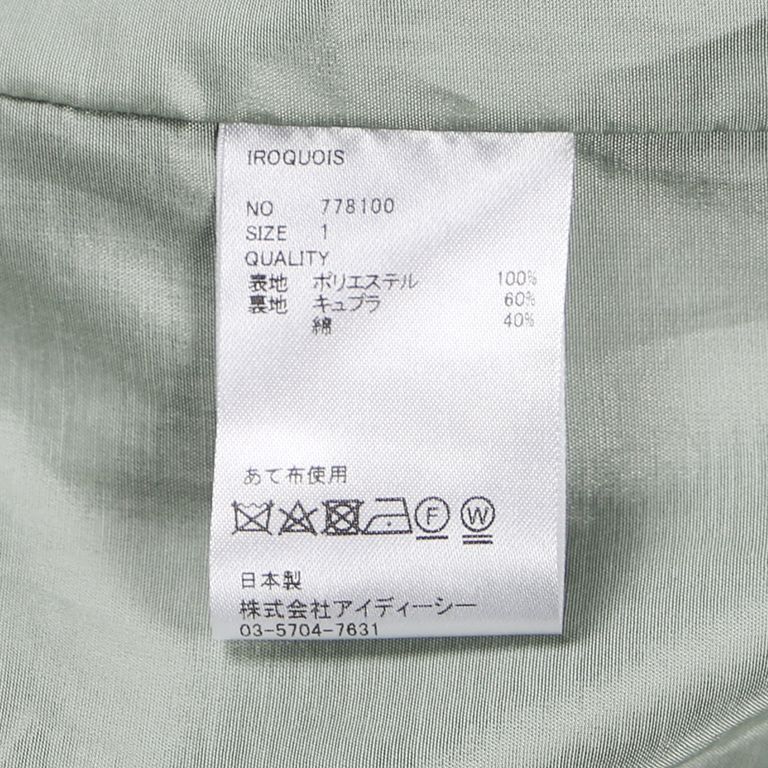 IROQUOIS
NO 778100
SIZE 1
QUALITY
表地 ポリエステル 100%
裏地 キュプラ 60%
綿 40%
あて布使用
F W
日本製
株式会社アイディーシー
03-5704-7631